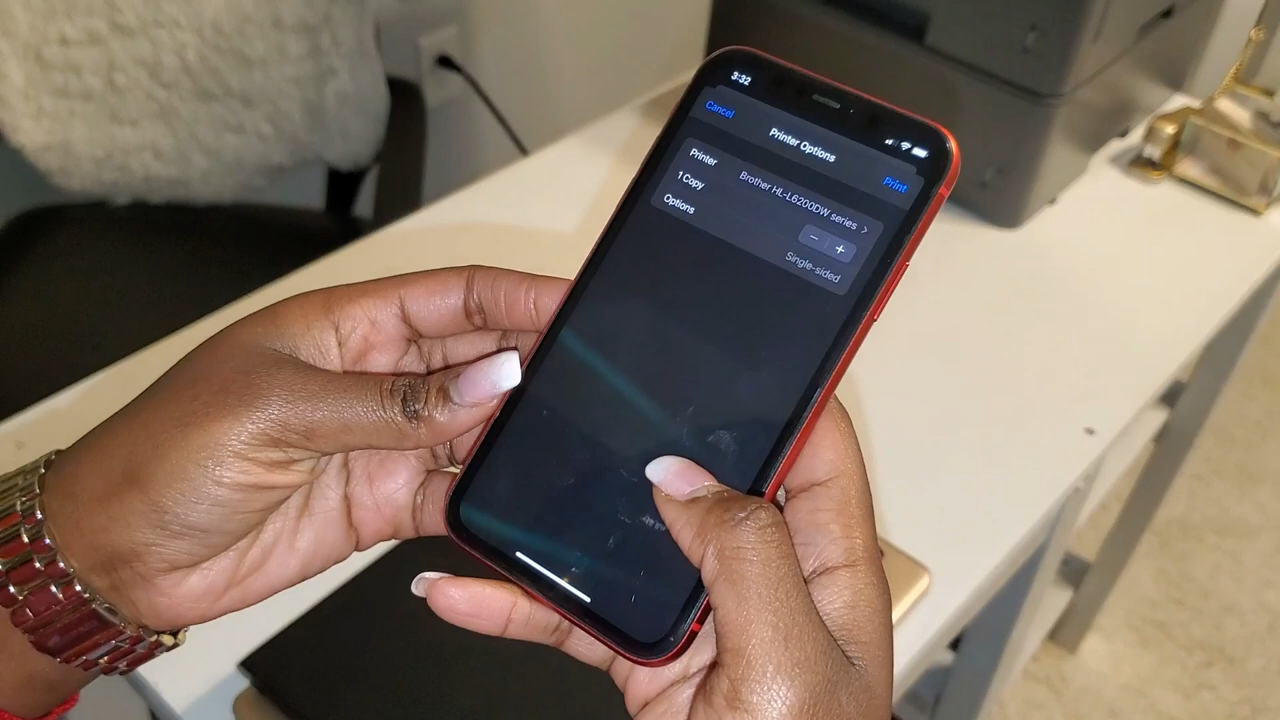 3:32
Cancel
Printer Options
Print
Printer Brother HL-L6200DW series >
1 Copy − +
Options Single-sided